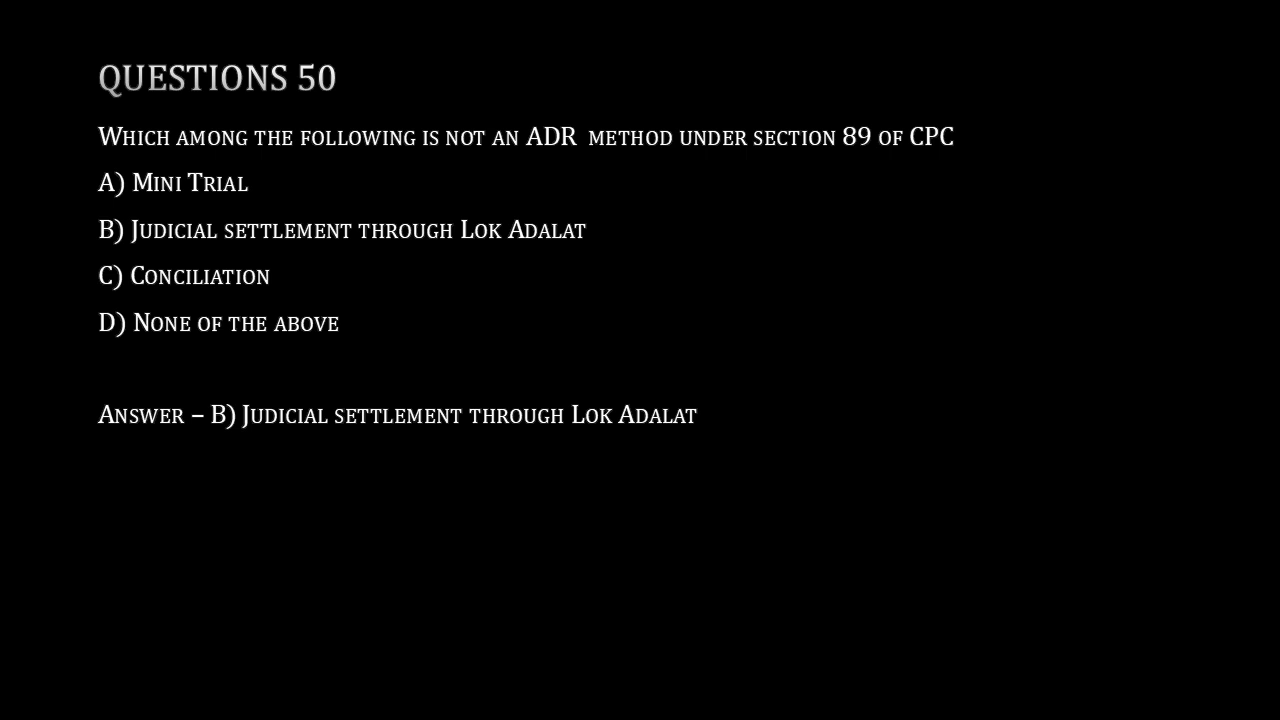 QUESTIONS 50
Which among the following is not an ADR method under section 89 of CPC
A) Mini Trial
B) Judicial settlement through Lok Adalat
C) Conciliation
D) None of the above
Answer – B) Judicial settlement through Lok Adalat